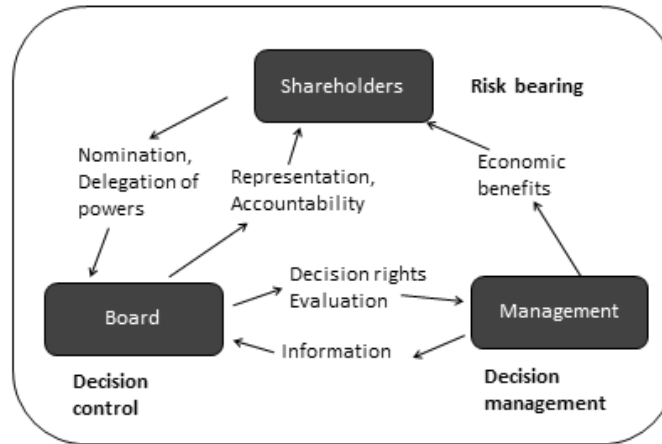 Shareholders
Risk bearing
Nomination,
Delegation of
powers
Representation,
Accountability
Economic
benefits
Decision rights
Evaluation
Board
Management
Information
Decision
control
Decision
management